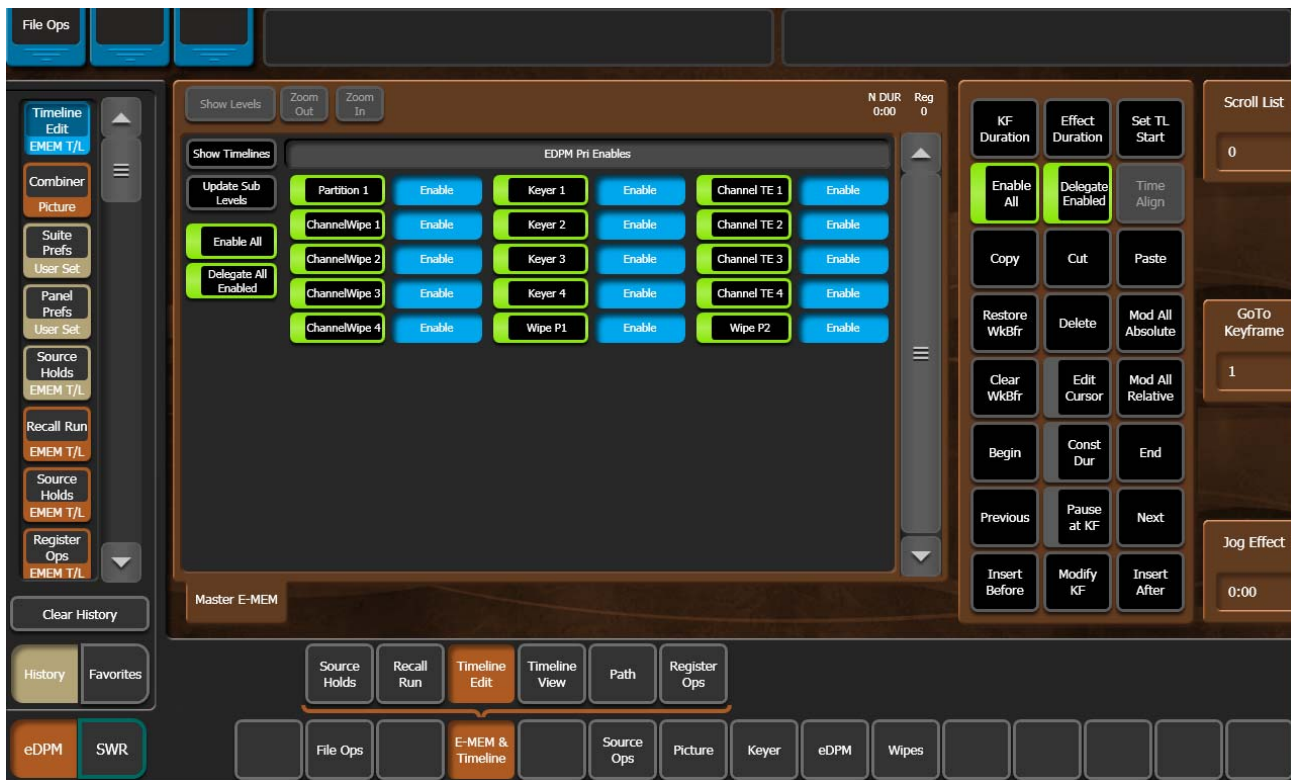 File Ops
Timeline
Edit
EMEM T/L
Combiner
Picture
Suite
Prefs
User Set
Panel
Prefs
User Set
Source
Holds
EMEM T/L
Recall Run
EMEM T/L
Source
Holds
EMEM T/L
Register
Ops
EMEM T/L
Clear History
History
Favorites
Show Levels
Zoom
Out
Zoom
In
N DUR
0:00
Reg
0
Show Timelines
EDPM Pri Enables
Update Sub
Levels
Enable All
Delegate All
Enabled
Partition 1 Enable Keyer 1 Enable Channel TE 1 Enable
ChannelWipe 1 Enable Keyer 2 Enable Channel TE 2 Enable
ChannelWipe 2 Enable Keyer 3 Enable Channel TE 3 Enable
ChannelWipe 3 Enable Keyer 4 Enable Channel TE 4 Enable
ChannelWipe 4 Enable Wipe P1 Enable Wipe P2 Enable
Master E-MEM
KF
Duration
Effect
Duration
Set TL
Start
Enable
All
Delegate
Enabled
Time
Align
Copy
Cut
Paste
Restore
WkBfr
Delete
Mod All
Absolute
Clear
WkBfr
Edit
Cursor
Mod All
Relative
Begin
Const
Dur
End
Previous
Pause
at KF
Next
Insert
Before
Modify
KF
Insert
After
Scroll List
0
GoTo
Keyframe
1
Jog Effect
0:00
Source
Holds
Recall
Run
Timeline
Edit
Timeline
View
Path
Register
Ops
eDPM
SWR
File Ops
E-MEM &
Timeline
Source
Ops
Picture
Keyer
eDPM
Wipes